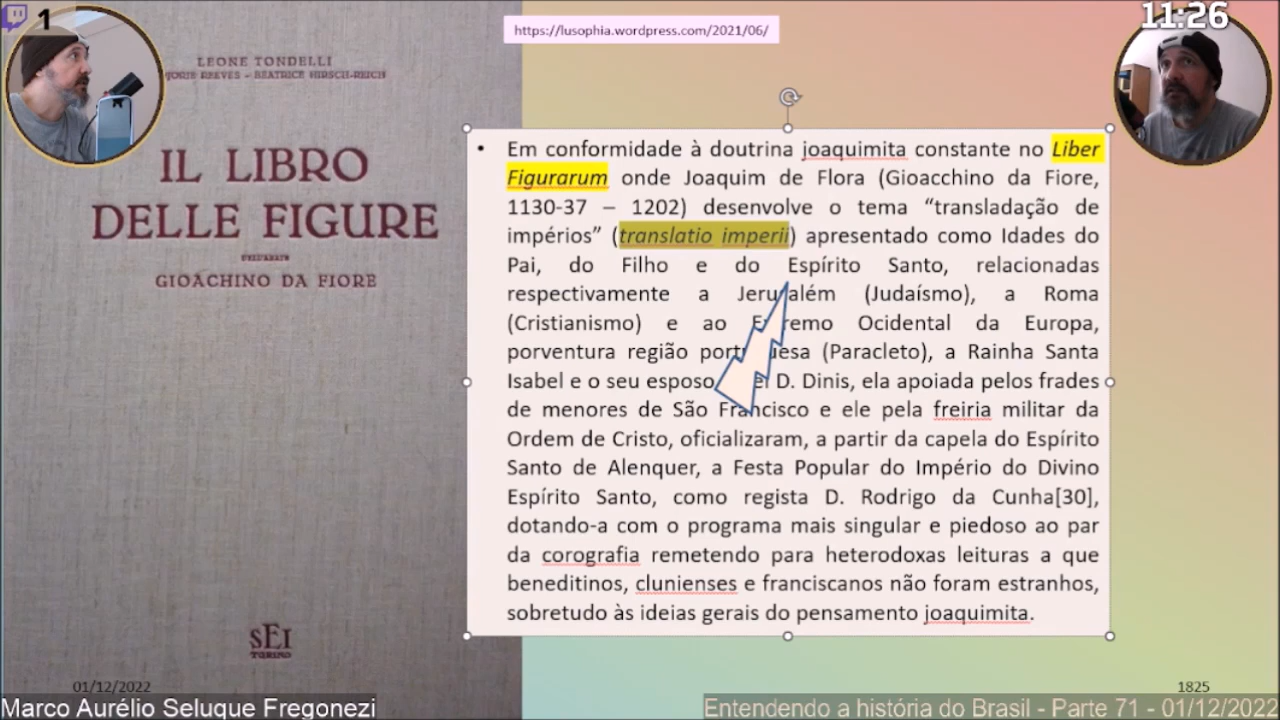 1
11:26
https://lusophia.wordpress.com/2021/06/
LEONE TONDELLI
REEVES - BEATRICE HIRSCH-REICH
IL LIBRO
DELLE FIGURE
DELL'ABATE
GIOACHINO DA FIORE
SEI
TORINO
• Em conformidade à doutrina joaquimita constante no Liber
Figurarum onde Joaquim de Flora (Gioacchino da Fiore,
1130-37 – 1202) desenvolve o tema “transladação de
impérios” (translatio imperii) apresentado como Idades do
Pai, do Filho e do Espírito Santo, relacionadas
respectivamente a Jerusalém (Judaísmo), a Roma
(Cristianismo) e ao Extremo Ocidental da Europa,
porventura região portuguesa (Paracleto), a Rainha Santa
Isabel e o seu esposo, el D. Dinis, ela apoiada pelos frades
de menores de São Francisco e ele pela freiria militar da
Ordem de Cristo, oficializaram, a partir da capela do Espírito
Santo de Alenquer, a Festa Popular do Império do Divino
Espírito Santo, como regista D. Rodrigo da Cunha[30],
dotando-a com o programa mais singular e piedoso ao par
da corografia remetendo para heterodoxas leituras a que
beneditinos, clunienses e franciscanos não foram estranhos,
sobretudo às ideias gerais do pensamento joaquimita.
01/12/2022
1825
Marco Aurélio Seluque Fregonezi
Entendendo a história do Brasil - Parte 71 - 01/12/2022